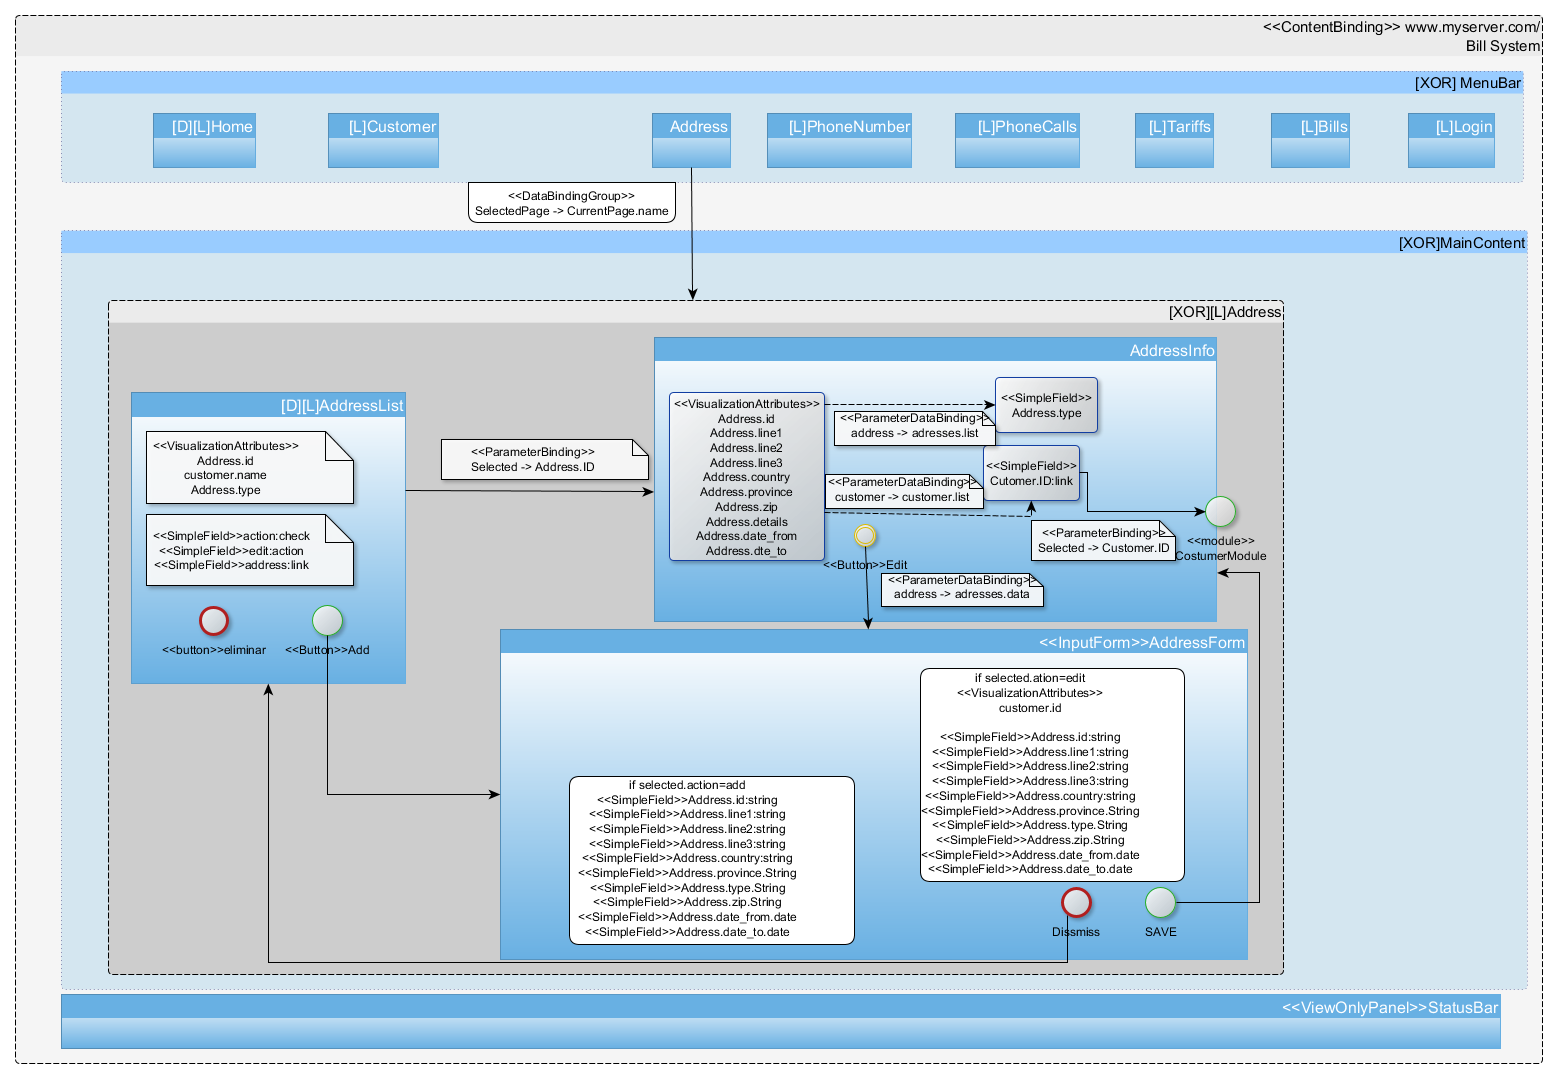 <<ContentBinding>> www.myserver.com/
Bill System
[XOR] MenuBar
[D][L]Home
[L]Customer
Address
[L]PhoneNumber
[L]PhoneCalls
[L]Tariffs
[L]Bills
[L]Login
<<DataBindingGroup>>
SelectedPage -> CurrentPage.name
[XOR]MainContent
[XOR][L]Address
[D][L]AddressList
<<VisualizationAttributes>>
Address.id
customer.name
Address.type
<<SimpleField>>action:check
<<SimpleField>>edit:action
<<SimpleField>>address:link
<<button>>eliminar
<<Button>>Add
<<ParameterBinding>>
Selected -> Address.ID
AddressInfo
<<VisualizationAttributes>>
Address.id
Address.line1
Address.line2
Address.line3
Address.country
Address.province
Address.zip
Address.details
Address.date_from
Address.dte_to
<<SimpleField>>
Address.type
<<ParameterDataBinding>>
address -> adresses.list
<<SimpleField>>
Cutomer.ID:link
<<ParameterDataBinding>>
customer -> customer.list
<<ParameterBinding>>
Selected -> Customer.ID
<<module>>
CostumerModule
<<Button>>Edit
<<ParameterDataBinding>>
address -> adresses.data
<<InputForm>>AddressForm
if selected.action=add
<<SimpleField>>Address.id:string
<<SimpleField>>Address.line1:string
<<SimpleField>>Address.line2:string
<<SimpleField>>Address.line3:string
<<SimpleField>>Address.country:string
<<SimpleField>>Address.province.String
<<SimpleField>>Address.type.String
<<SimpleField>>Address.zip.String
<<SimpleField>>Address.date_from.date
<<SimpleField>>Address.date_to.date
if selected.ation=edit
<<VisualizationAttributes>>
customer.id
<<SimpleField>>Address.id:string
<<SimpleField>>Address.line1:string
<<SimpleField>>Address.line2:string
<<SimpleField>>Address.line3:string
<<SimpleField>>Address.country:string
<<SimpleField>>Address.province.String
<<SimpleField>>Address.type.String
<<SimpleField>>Address.zip.String
<<SimpleField>>Address.date_from.date
<<SimpleField>>Address.date_to.date
Dissmiss
SAVE
<<ViewOnlyPanel>>StatusBar